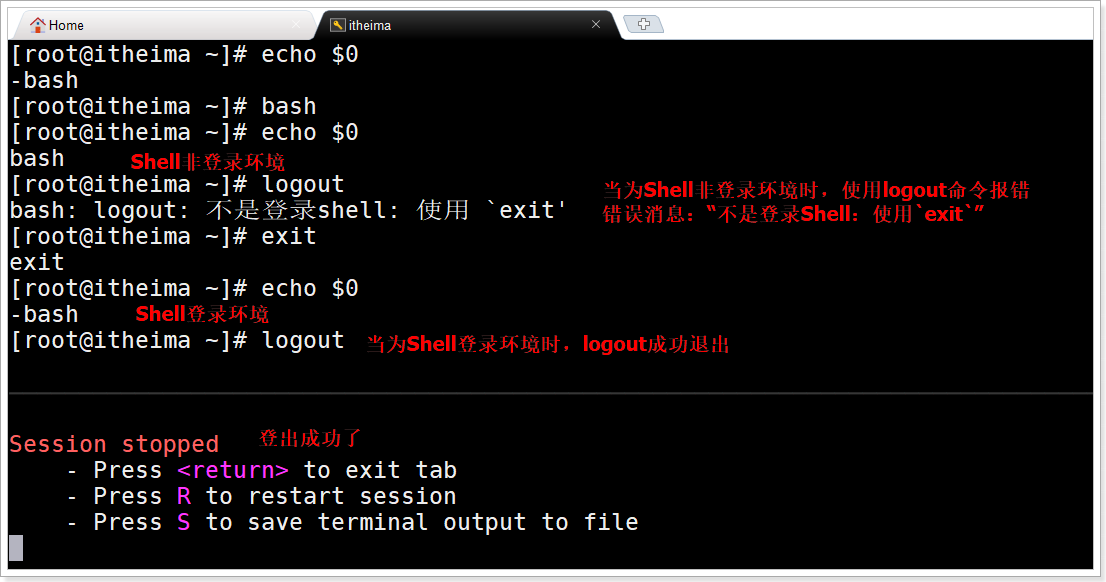 Home
itheima
[root@itheima ~]# echo $0
-bash
[root@itheima ~]# bash
[root@itheima ~]# echo $0
bash
Shell非登录环境
[root@itheima ~]# logout
当为Shell非登录环境时，使用logout命令报错
bash: logout: 不是登录shell: 使用 `exit'
错误消息：“不是登录Shell：使用`exit`”
[root@itheima ~]# exit
exit
[root@itheima ~]# echo $0
-bash
Shell登录环境
[root@itheima ~]# logout
当为Shell登录环境时，logout成功退出
Session stopped
登出成功了
- Press <return> to exit tab
- Press R to restart session
- Press S to save terminal output to file